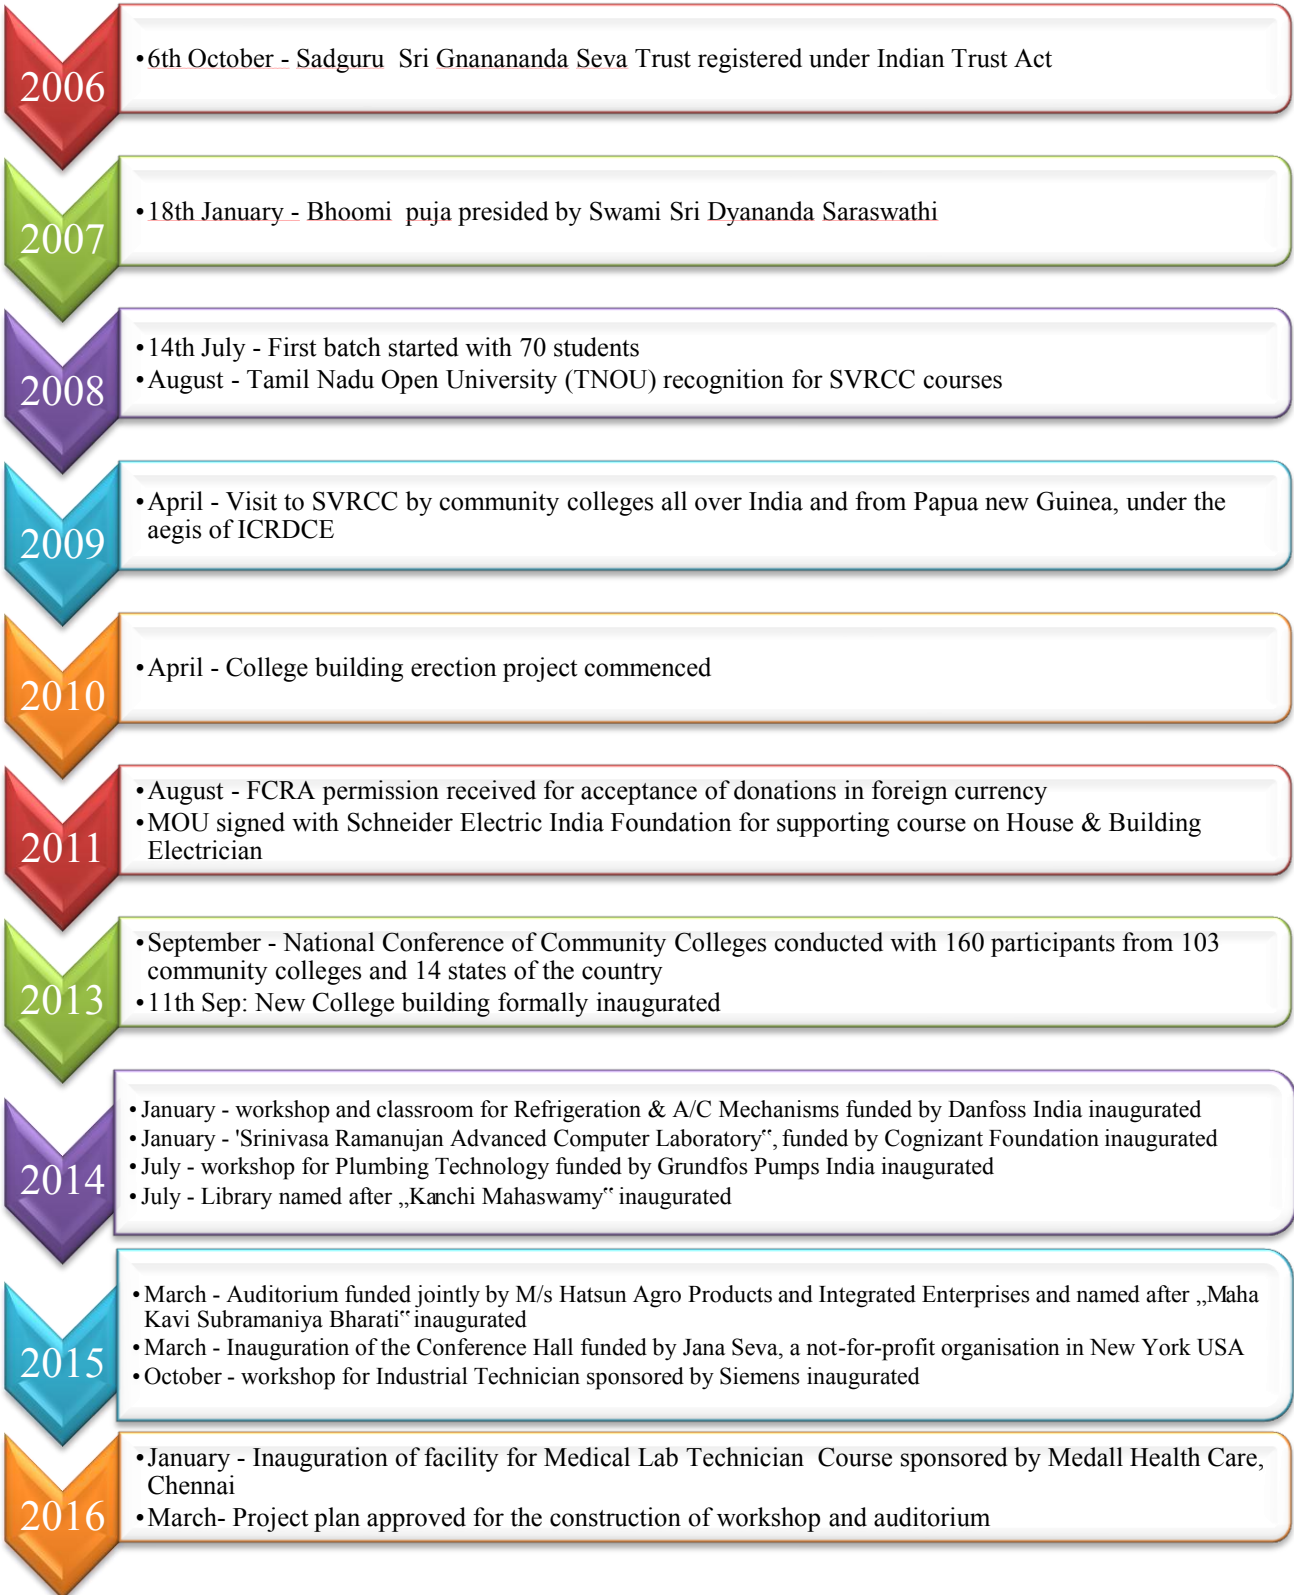 2006
•6th October - Sadguru Sri Gnanananda Seva Trust registered under Indian Trust Act
2007
•18th January - Bhoomi puja presided by Swami Sri Dyananda Saraswathi
2008
•14th July - First batch started with 70 students
•August - Tamil Nadu Open University (TNOU) recognition for SVRCC courses
2009
•April - Visit to SVRCC by community colleges all over India and from Papua new Guinea, under the
aegis of ICRDCE
2010
•April - College building erection project commenced
2011
•August - FCRA permission received for acceptance of donations in foreign currency
•MOU signed with Schneider Electric India Foundation for supporting course on House & Building
Electrician
2013
•September - National Conference of Community Colleges conducted with 160 participants from 103
community colleges and 14 states of the country
•11th Sep: New College building formally inaugurated
2014
•January - workshop and classroom for Refrigeration & A/C Mechanisms funded by Danfoss India inaugurated
•January - 'Srinivasa Ramanujan Advanced Computer Laboratory‟, funded by Cognizant Foundation inaugurated
•July - workshop for Plumbing Technology funded by Grundfos Pumps India inaugurated
•July - Library named after „Kanchi Mahaswamy‟ inaugurated
2015
•March - Auditorium funded jointly by M/s Hatsun Agro Products and Integrated Enterprises and named after „Maha
Kavi Subramaniya Bharati‟ inaugurated
•March - Inauguration of the Conference Hall funded by Jana Seva, a not-for-profit organisation in New York USA
•October - workshop for Industrial Technician sponsored by Siemens inaugurated
2016
•January - Inauguration of facility for Medical Lab Technician Course sponsored by Medall Health Care,
Chennai
•March- Project plan approved for the construction of workshop and auditorium